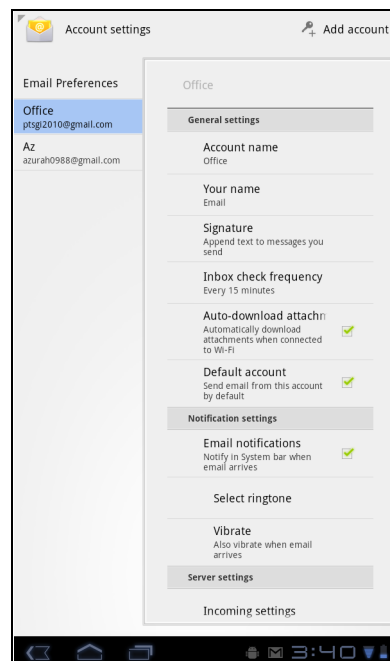 Account settings
Add account
Email Preferences
Office
ptsgi2010@gmail.com
Az
azurah0988@gmail.com
Office
General settings
Account name
Office
Your name
Email
Signature
Append text to messages you
send
Inbox check frequency
Every 15 minutes
Auto-download attachn
Automatically download
attachments when connected
to Wi-Fi
Default account
Send email from this account
by default
Notification settings
Email notifications
Notify in System bar when
email arrives
Select ringtone
Vibrate
Also vibrate when email
arrives
Server settings
Incoming settings
3:40